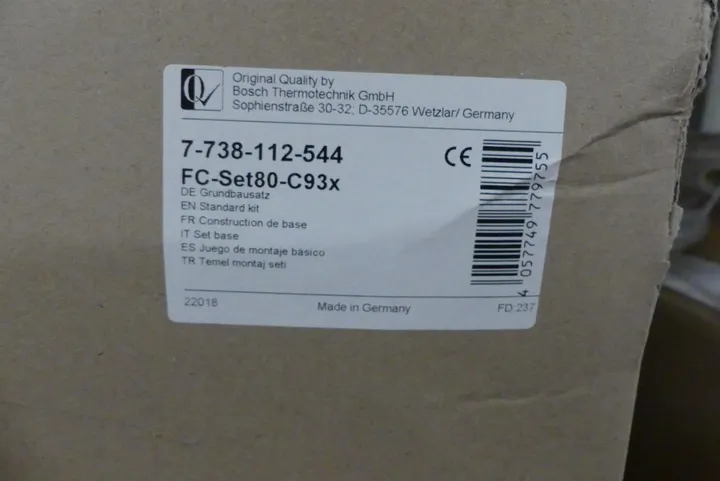 Q
Original Quality by
Bosch Thermotechnik GmbH
Sophienstraße 30-32; D-35576 Wetzlar/ Germany
7-738-112-544
CE
FC-Set80-C93x
DE Grundbausatz
EN Standard kit
FR Construction de base
IT Set base
ES Juego de montaje básico
TR Temel montaj seti
4 057749 779755
22018
Made in Germany
FD:237